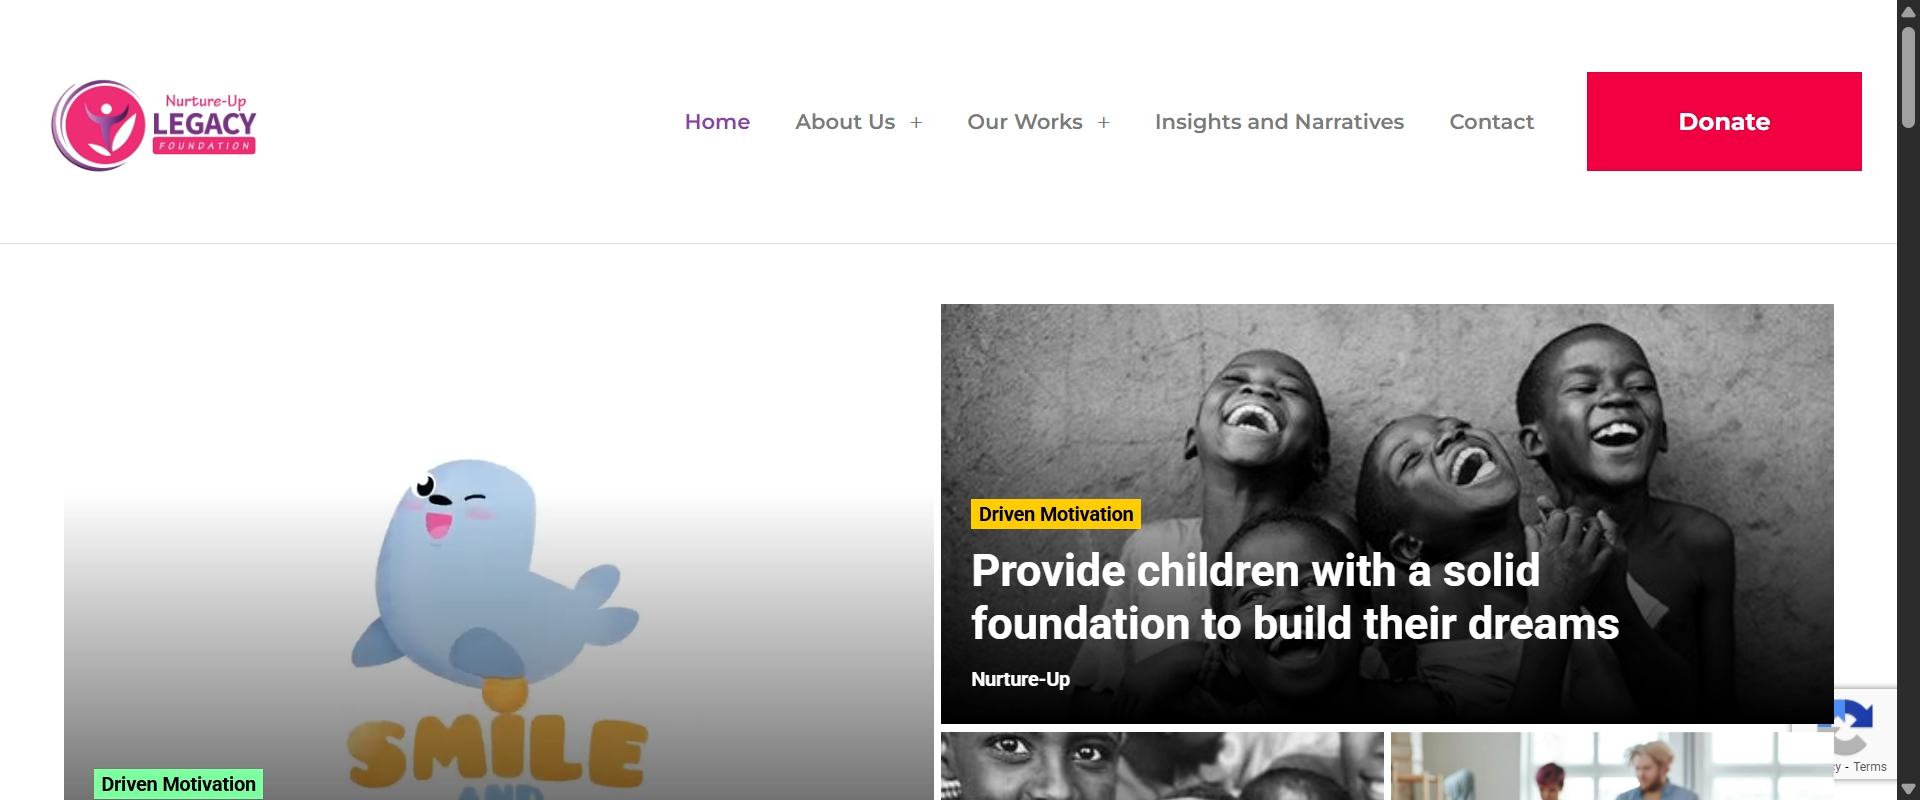 Nurture-Up
LEGACY
FOUNDATION
Home
About Us +
Our Works +
Insights and Narratives
Contact
Donate
Driven Motivation
Provide children with a solid
foundation to build their dreams
Nurture-Up
SMILE
AND
Driven Motivation
- Terms